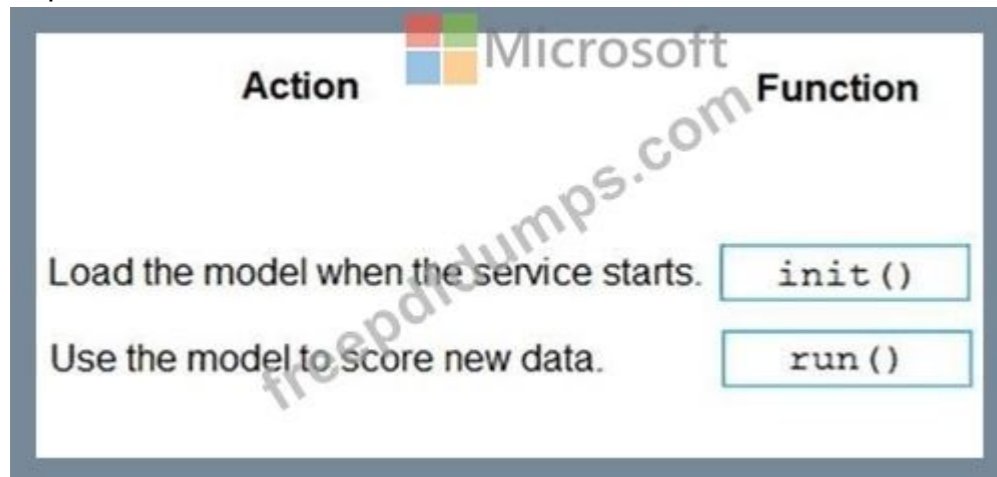 Microsoft
Action Function
freepdfdumps.com
Load the model when the service starts. init()
Use the model to score new data. run()